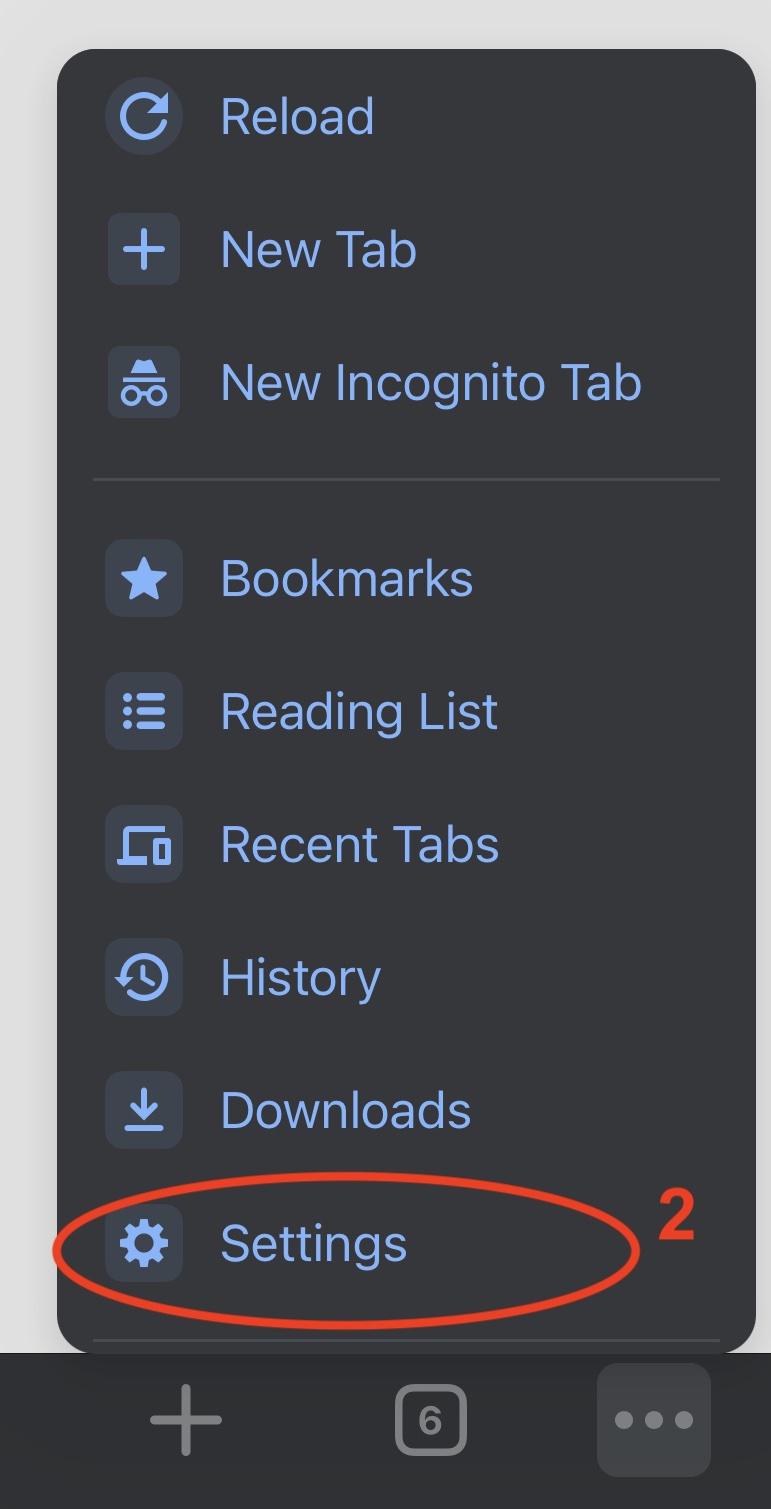 Reload
New Tab
New Incognito Tab
Bookmarks
Reading List
Recent Tabs
History
Downloads
Settings
2
6